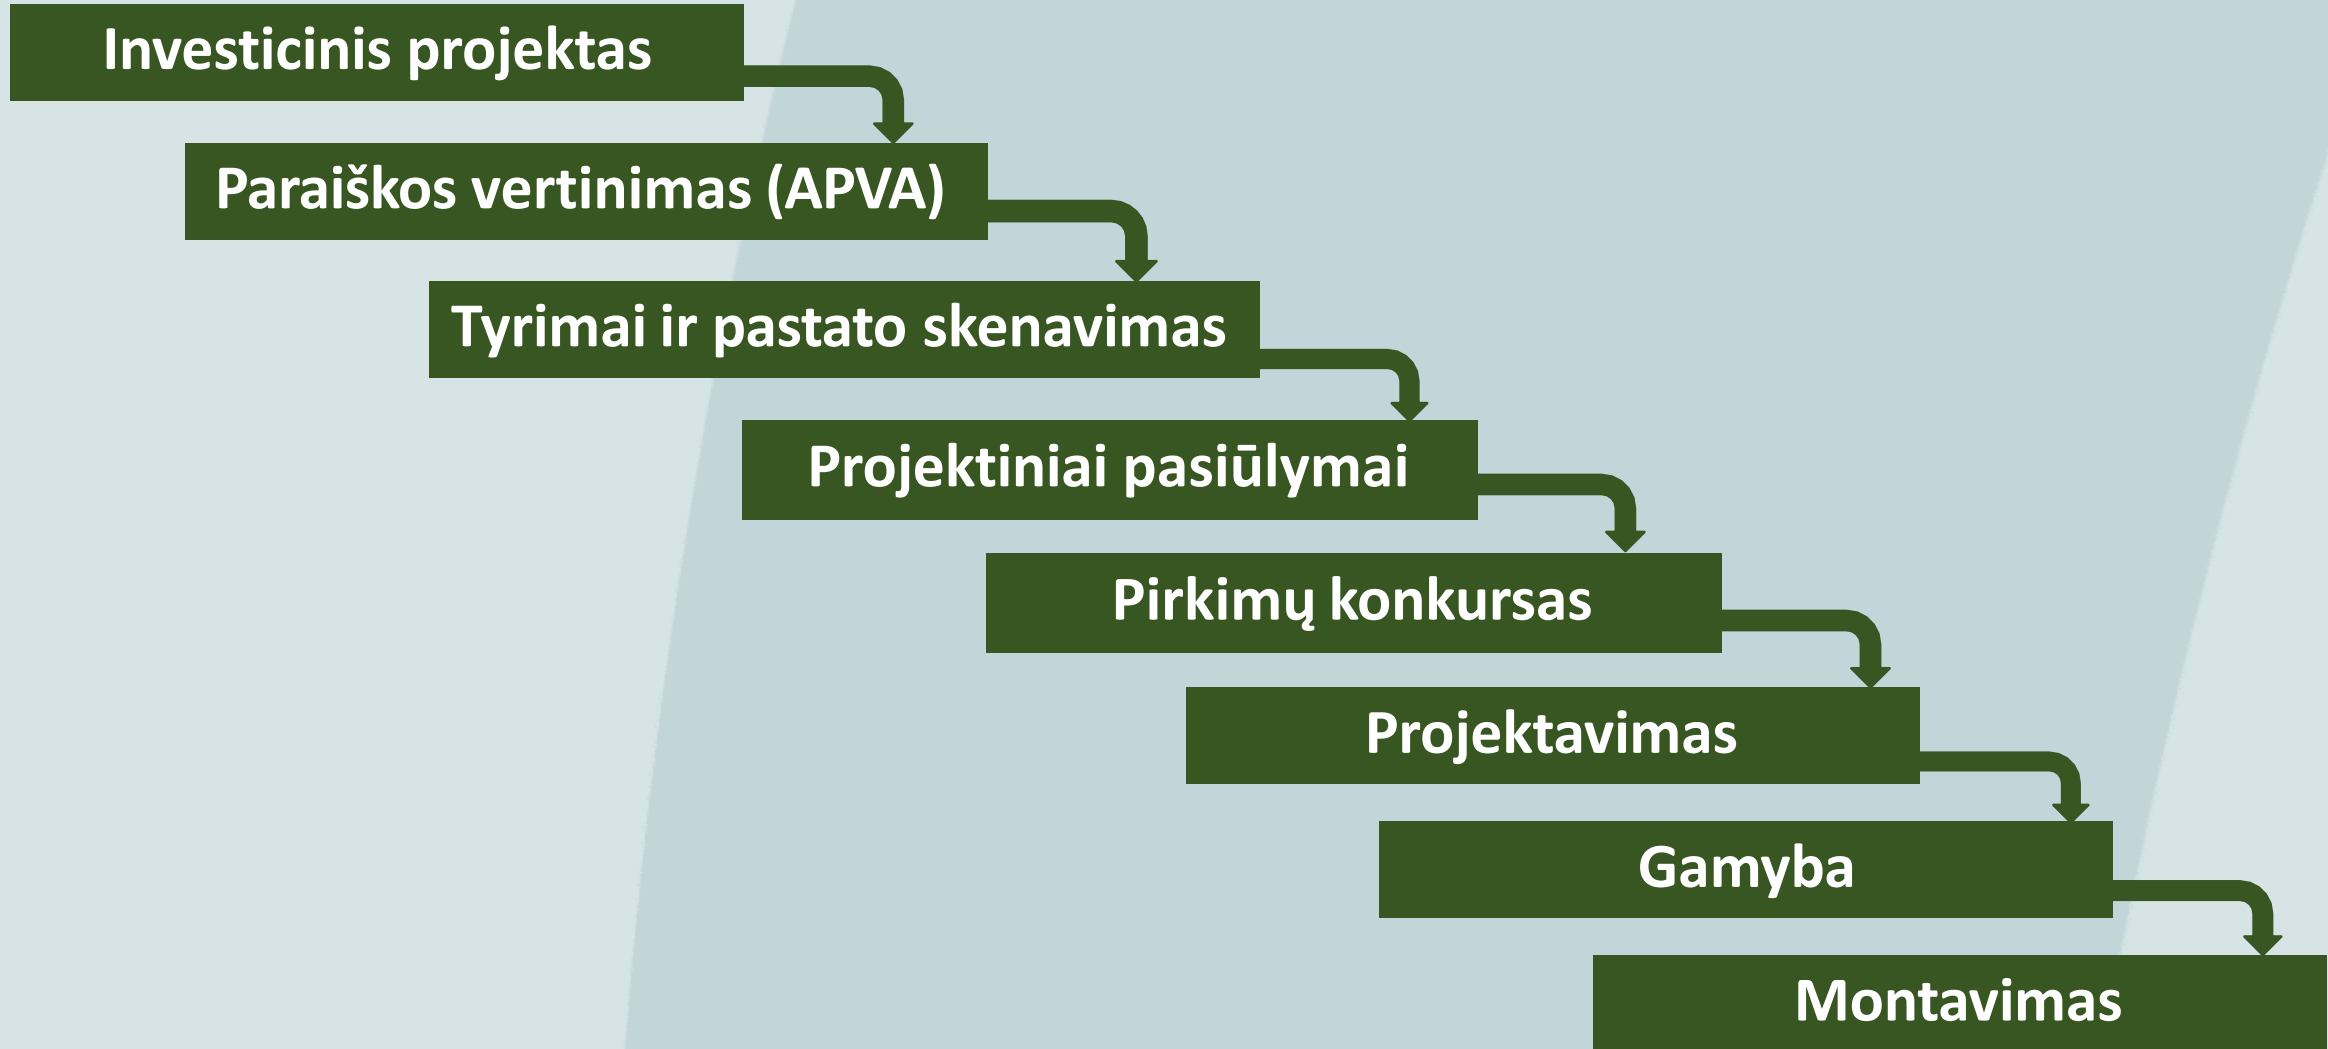 Investicinis projektas
Paraiškos vertinimas (APVA)
Tyrimai ir pastato skenavimas
Projektiniai pasiūlymai
Pirkimų konkursas
Projektavimas
Gamyba
Montavimas